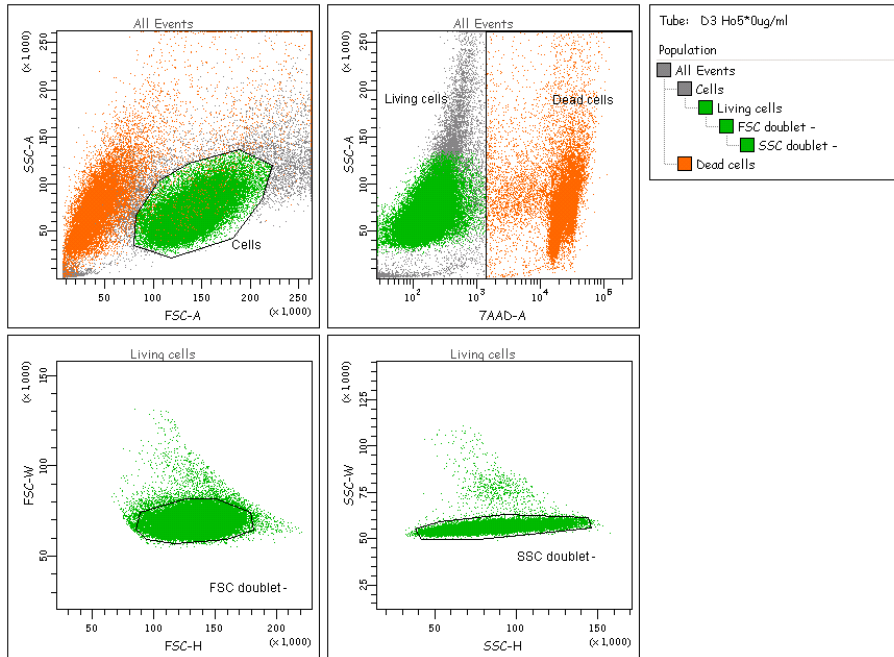 All Events
(x 1,000)
SSC-A
250
200
150
100
50
Cells
50 100 150 200 250
FSC-A
(x 1,000)
All Events
(x 1,000)
SSC-A
250
200
150
100
50
Living cells
Dead cells
10² 10³ 10⁴ 10⁵
7AAD-A
Tube: D3 Ho5*0ug/ml
Population
All Events
Cells
Living cells
FSC doublet -
SSC doublet -
Dead cells
Living cells
(x 1,000)
FSC-W
150
100
50
FSC doublet -
50 100 150 200
FSC-H
(x 1,000)
Living cells
(x 1,000)
SSC-W
125
100
75
50
25
SSC doublet -
50 100 150
SSC-H
(x 1,000)